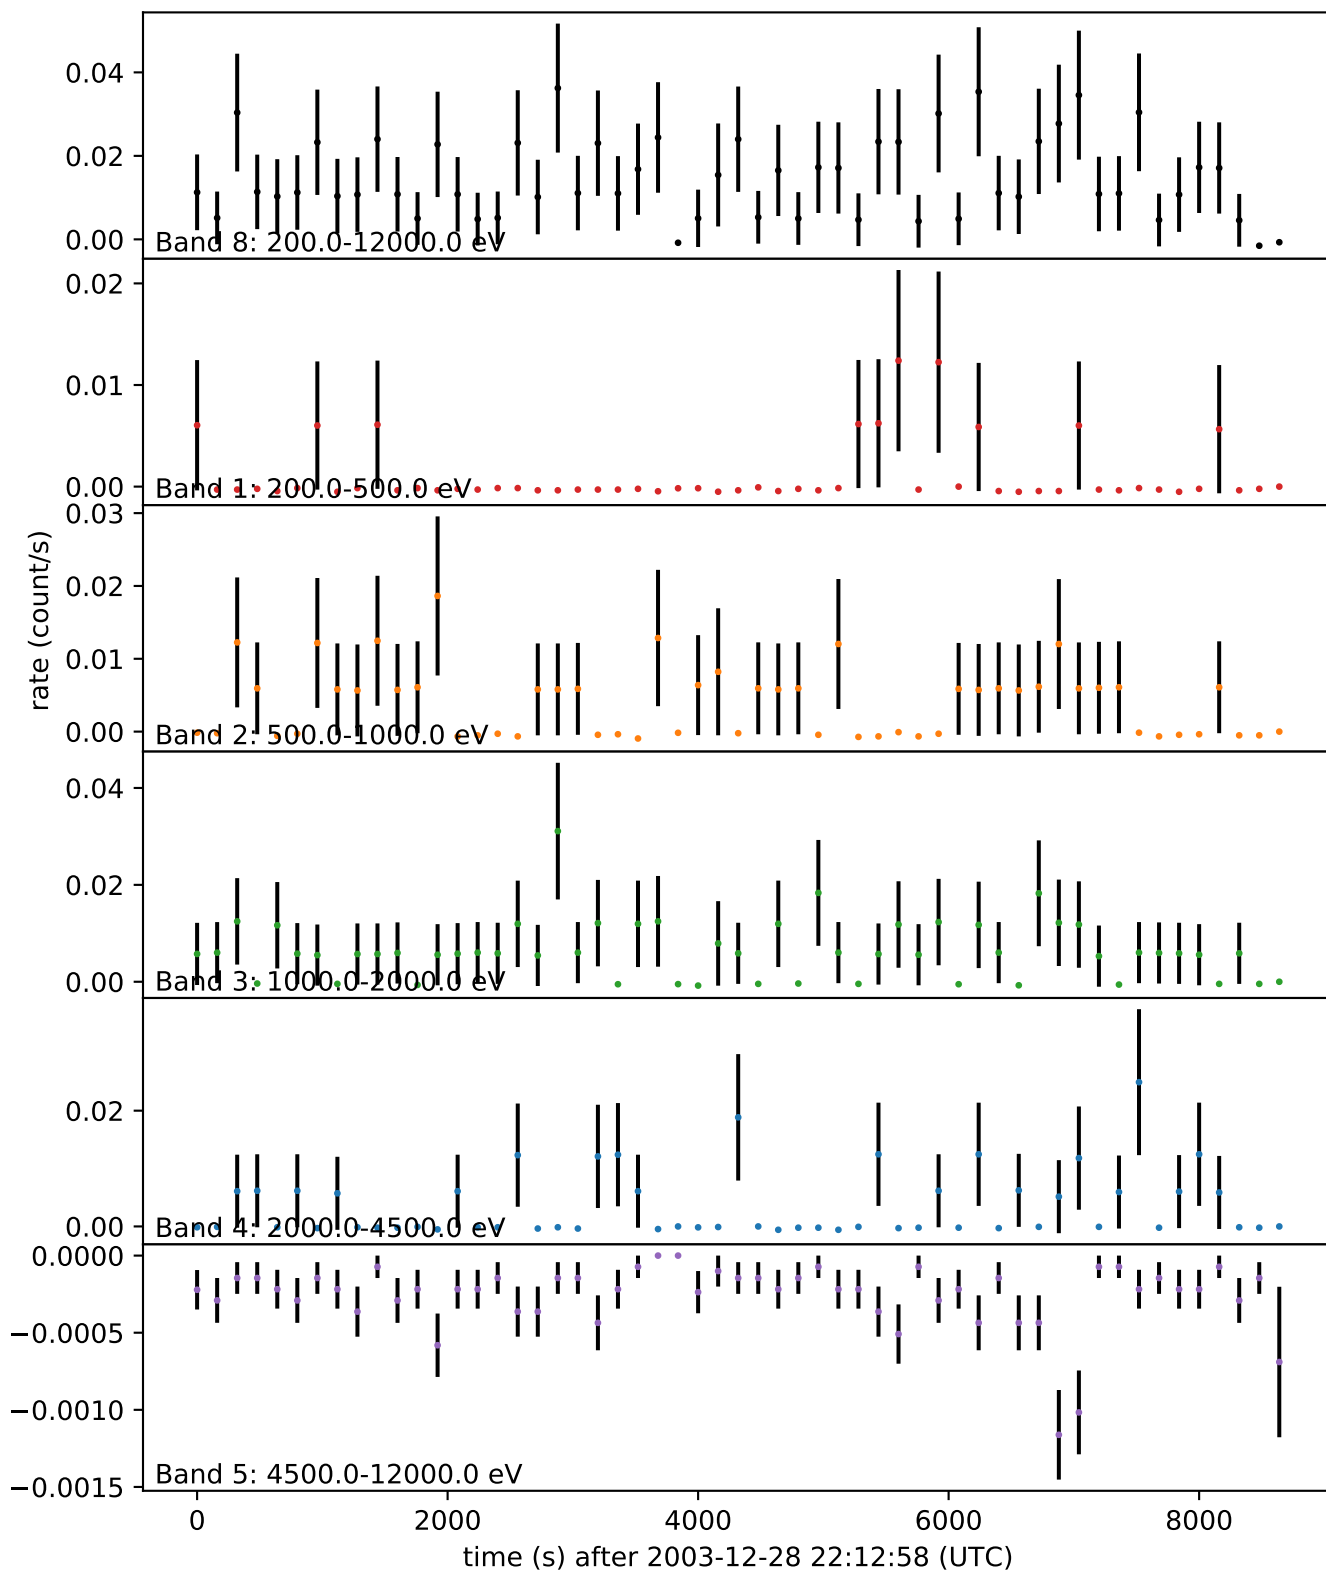 0.04
0.02
0.00
Band 8: 200.0-12000.0 eV
0.02
0.01
0.00
Band 1: 200.0-500.0 eV
rate (count/s)
0.03
0.02
0.01
0.00
Band 2: 500.0-1000.0 eV
0.04
0.02
0.00
Band 3: 1000.0-2000.0 eV
0.02
0.00
Band 4: 2000.0-4500.0 eV
0.0000
−0.0005
−0.0010
−0.0015
Band 5: 4500.0-12000.0 eV
0 2000 4000 6000 8000
time (s) after 2003-12-28 22:12:58 (UTC)